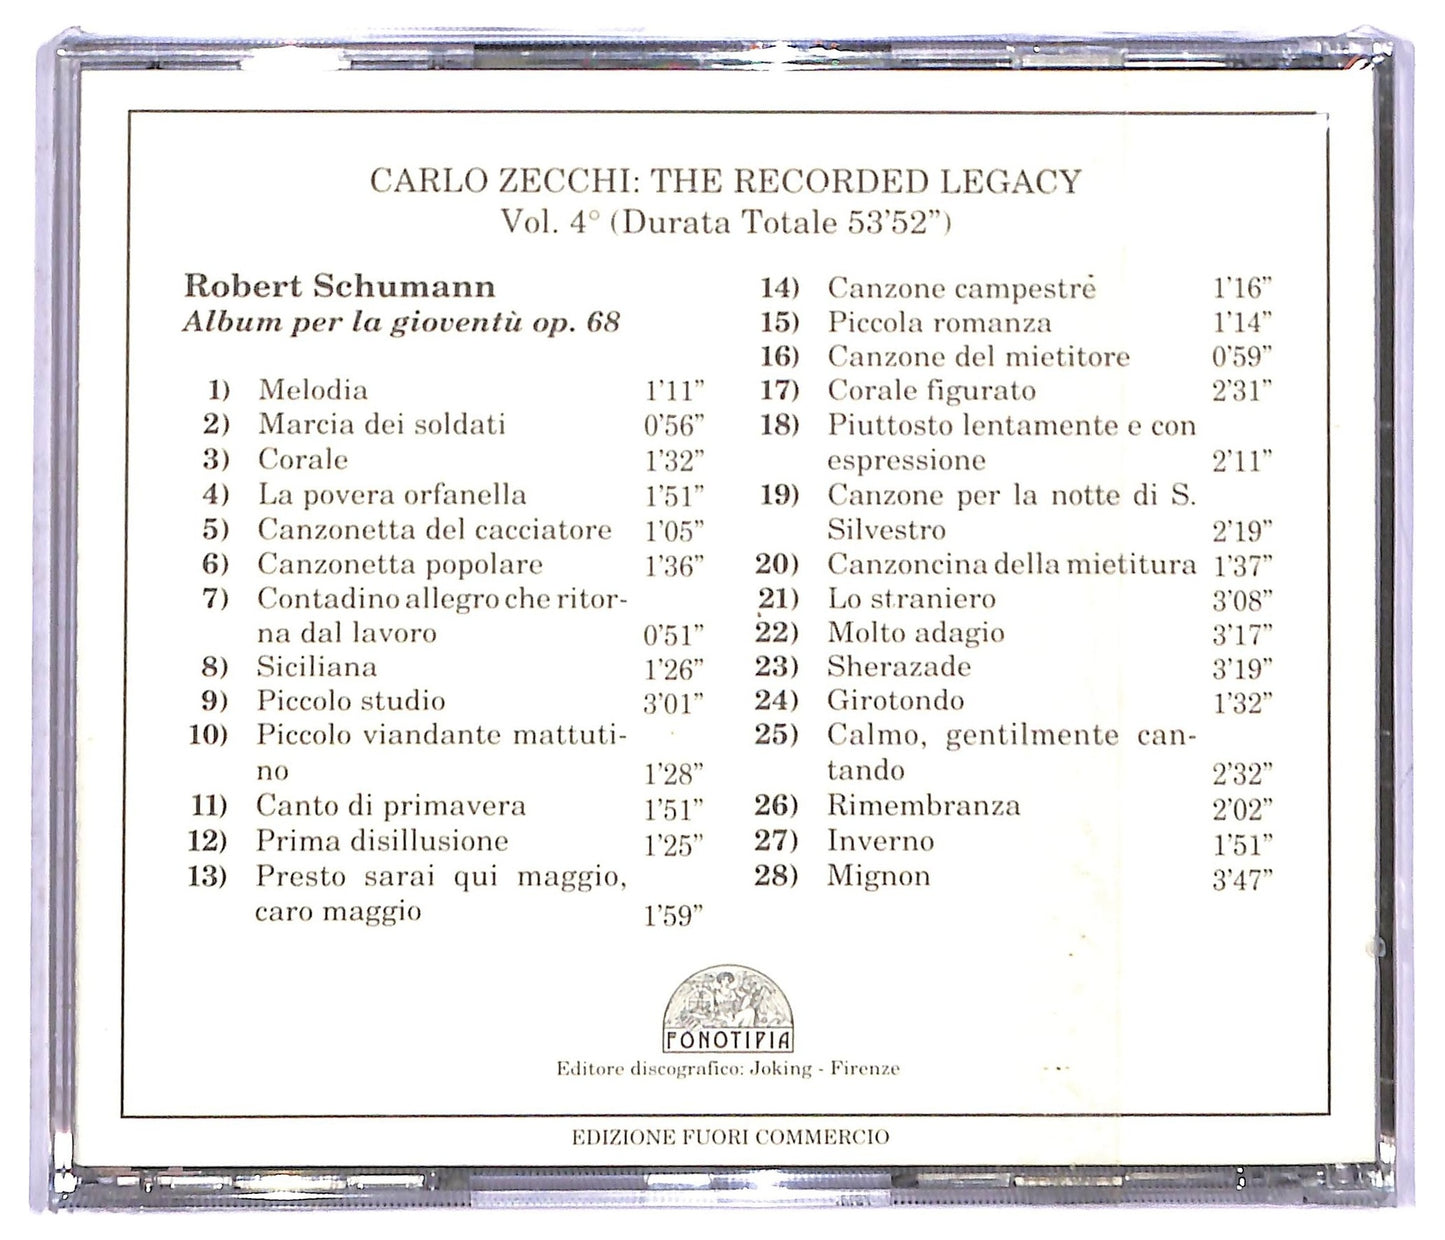 CARLO ZECCHI: THE RECORDED LEGACY
Vol. 4° (Durata Totale 53'52")
Robert Schumann
Album per la gioventù op. 68
1) Melodia 1'11"
2) Marcia dei soldati 0'56"
3) Corale 1'32"
4) La povera orfanella 1'51"
5) Canzonetta del cacciatore 1'05"
6) Canzonetta popolare 1'36"
7) Contadino allegro che ritor-
na dal lavoro 0'51"
8) Siciliana 1'26"
9) Piccolo studio 3'01"
10) Piccolo viandante mattuti-
no 1'28"
11) Canto di primavera 1'51"
12) Prima disillusione 1'25"
13) Presto sarai qui maggio,
caro maggio 1'59"
14) Canzone campestre 1'16"
15) Piccola romanza 1'14"
16) Canzone del mietitore 0'59"
17) Corale figurato 2'31"
18) Piuttosto lentamente e con
espressione 2'11"
19) Canzone per la notte di S.
Silvestro 2'19"
20) Canzoncina della mietitura 1'37"
21) Lo straniero 3'08"
22) Molto adagio 3'17"
23) Sherazade 3'19"
24) Girotondo 1'32"
25) Calmo, gentilmente can-
tando 2'32"
26) Rimembranza 2'02"
27) Inverno 1'51"
28) Mignon 3'47"
FONOTIPIA
Editore discografico: Joking - Firenze
EDIZIONE FUORI COMMERCIO